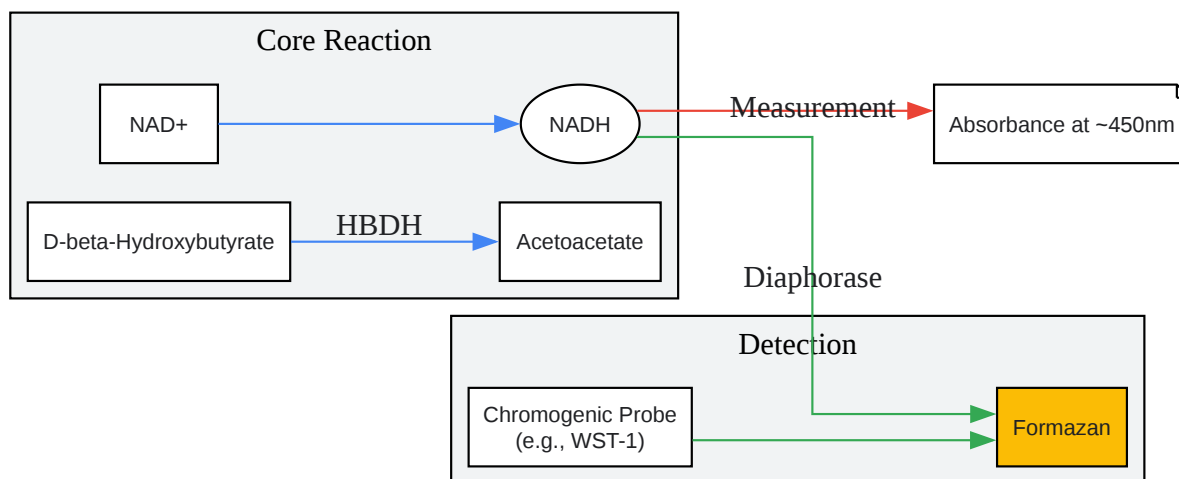 Core Reaction
NAD+
NADH
Measurement
Absorbance at ~450nm
D-beta-Hydroxybutyrate
HBDH
Acetoacetate
Diaphorase
Detection
Chromogenic Probe
(e.g., WST-1)
Formazan